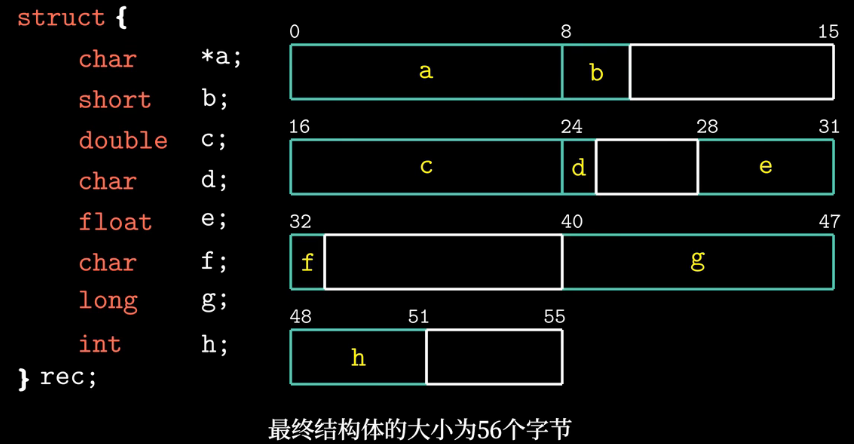 struct {
char *a;
short b;
double c;
char d;
float e;
char f;
long g;
int h;
} rec;
0 8 15
a b
16 24 28 31
c d e
32 40 47
f g
48 51 55
h
最终结构体的大小为56个字节